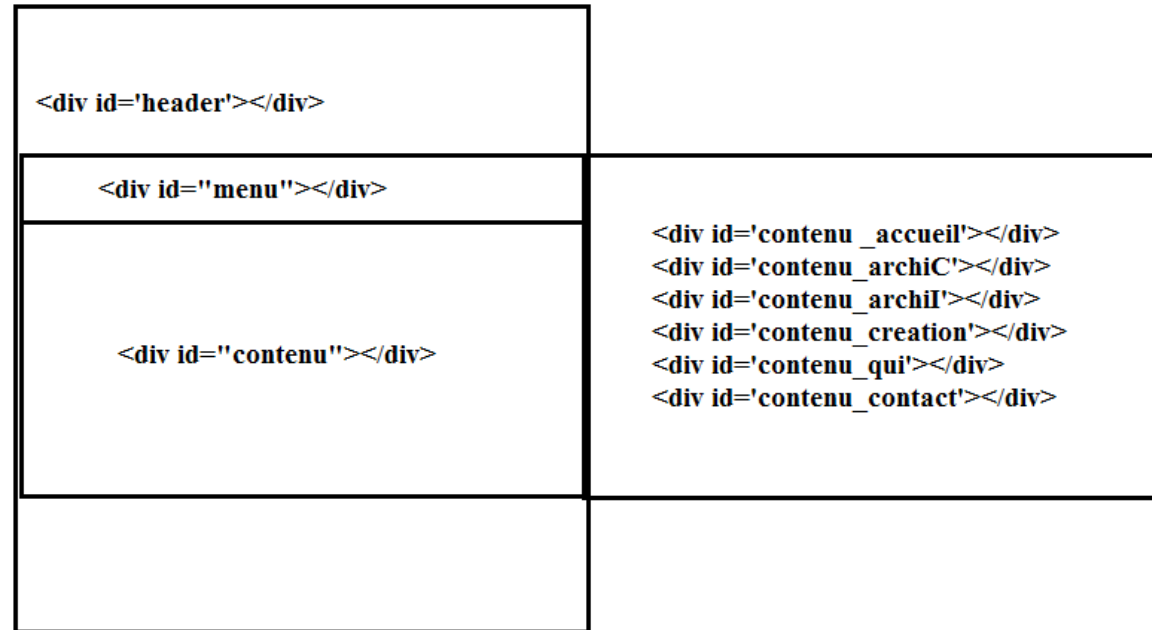 <div id='header'></div>
<div id="menu"></div>
<div id="contenu"></div>
<div id='contenu _accueil'></div>
<div id='contenu_archiC'></div>
<div id='contenu_archiI'></div>
<div id='contenu_creation'></div>
<div id='contenu_qui'></div>
<div id='contenu_contact'></div>